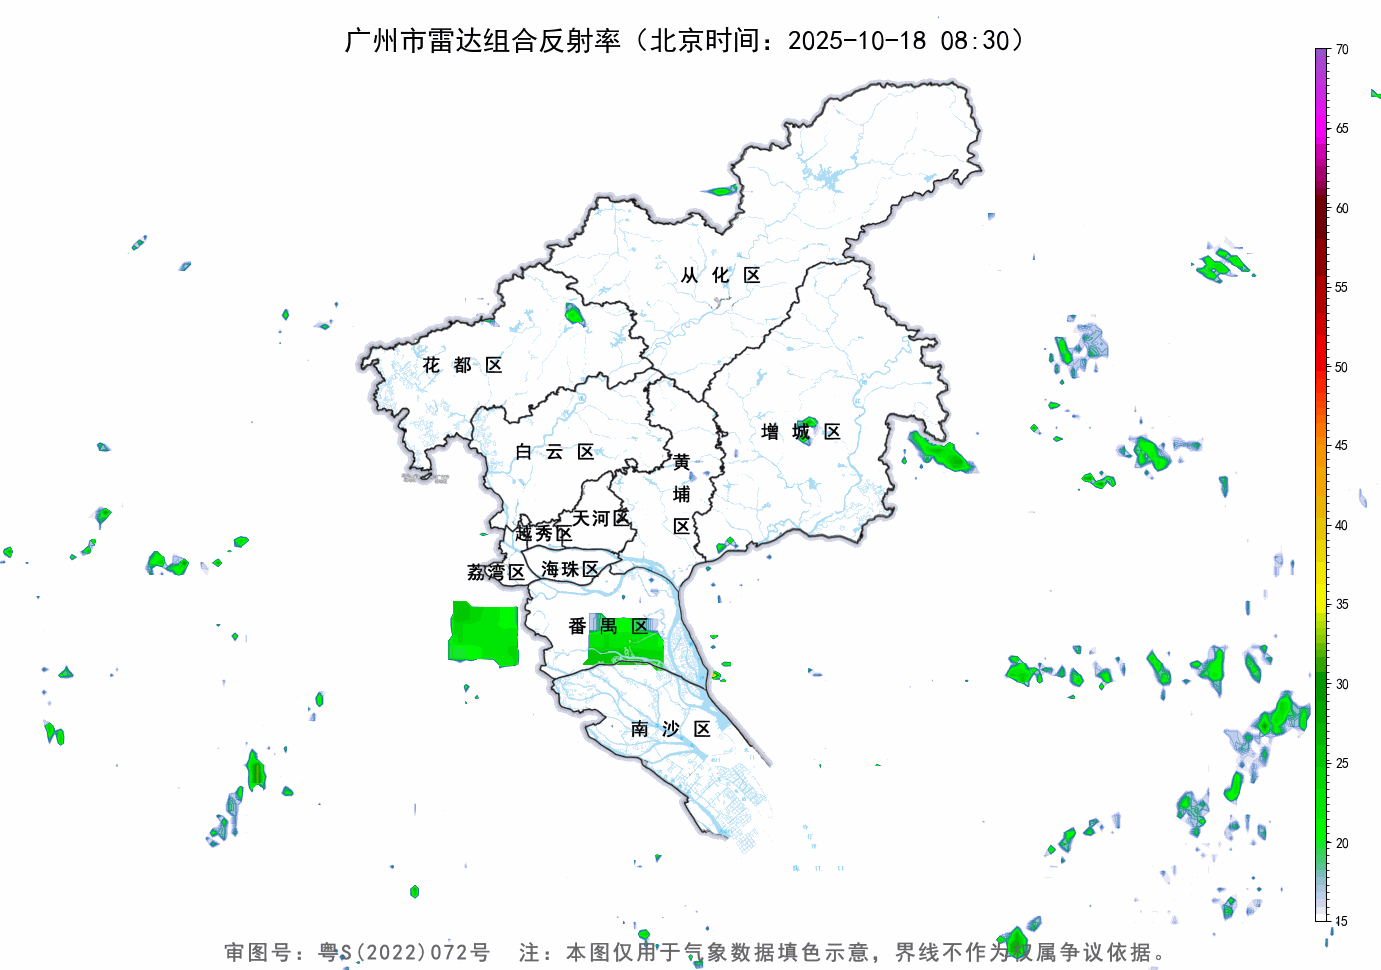 广州市雷达组合反射率（北京时间：2025-10-18 08:30）
70
65
60
55
50
45
40
35
30
25
20
15
从化区
花都区
增城区
白云区
黄埔区
天河区
越秀区
海珠区
荔湾区
番禺区
南沙区
审图号：粤S(2022)072号 注：本图仅用于气象数据填色示意，界线不作为权属争议依据。